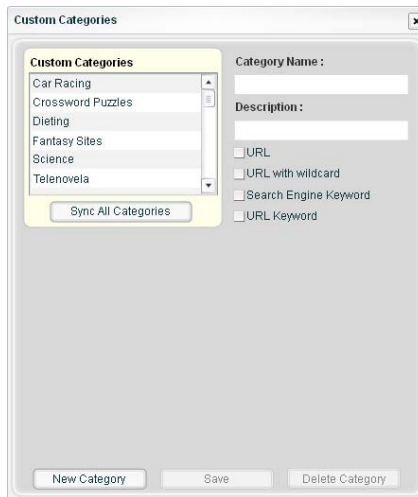 Custom Categories
Custom Categories
Car Racing
Crossword Puzzles
Dieting
Fantasy Sites
Science
Telenovela
Sync All Categories
Category Name :
Description :
URL
URL with wildcard
Search Engine Keyword
URL Keyword
New Category
Save
Delete Category